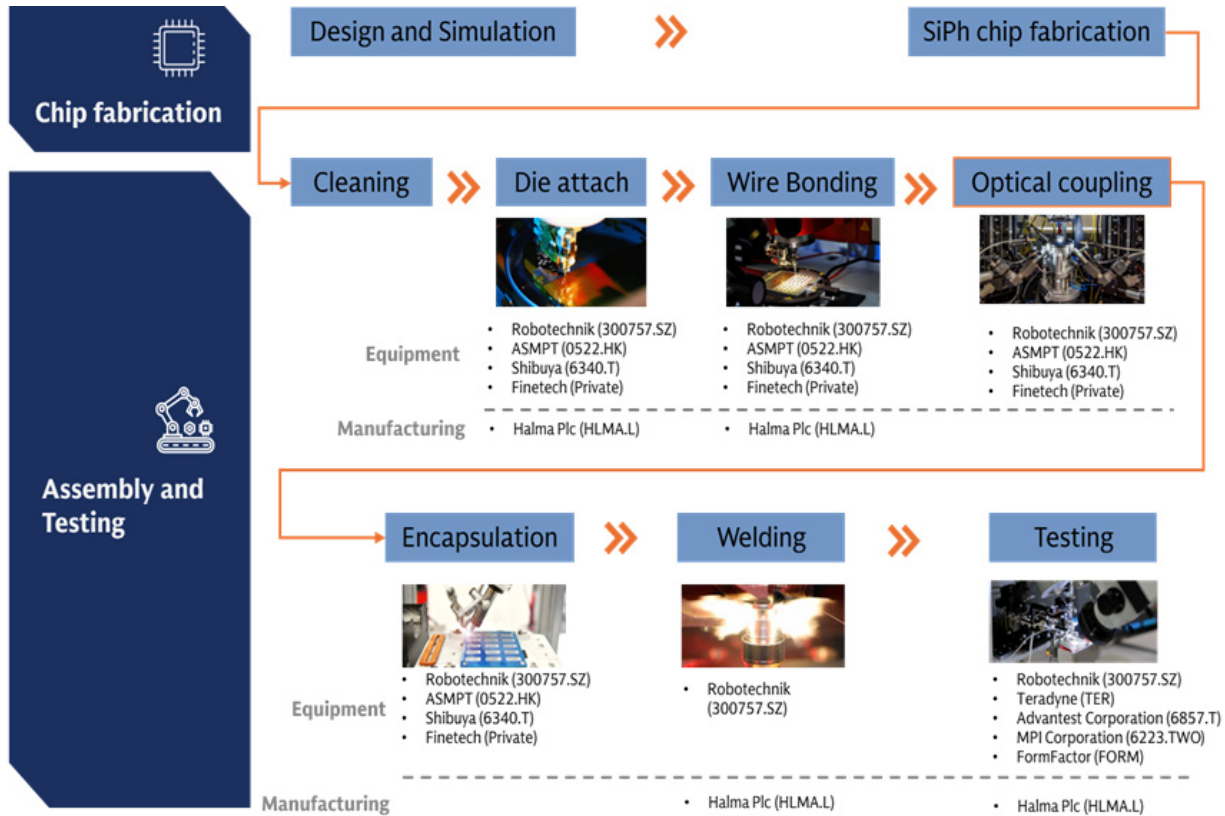 Design and Simulation
SiPh chip fabrication
Chip fabrication
Cleaning
Die attach
Wire Bonding
Optical coupling
Equipment
• Robotechnik (300757.SZ)
• ASMPT (0522.HK)
• Shibuya (6340.T)
• Finetech (Private)
• Robotechnik (300757.SZ)
• ASMPT (0522.HK)
• Shibuya (6340.T)
• Finetech (Private)
• Robotechnik (300757.SZ)
• ASMPT (0522.HK)
• Shibuya (6340.T)
• Finetech (Private)
Manufacturing
• Halma Plc (HLMA.L)
• Halma Plc (HLMA.L)
Assembly and
Testing
Encapsulation
Welding
Testing
Equipment
• Robotechnik (300757.SZ)
• ASMPT (0522.HK)
• Shibuya (6340.T)
• Finetech (Private)
• Robotechnik
(300757.SZ)
• Robotechnik (300757.SZ)
• Teradyne (TER)
• Advantest Corporation (6857.T)
• MPI Corporation (6223.TWO)
• FormFactor (FORM)
Manufacturing
• Halma Plc (HLMA.L)
• Halma Plc (HLMA.L)